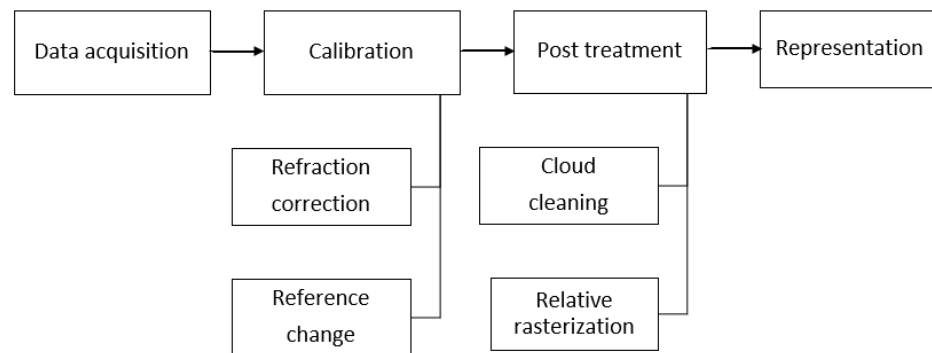 Data acquisition
Calibration
Post treatment
Representation
Refraction
correction
Cloud
cleaning
Reference
change
Relative
rasterization